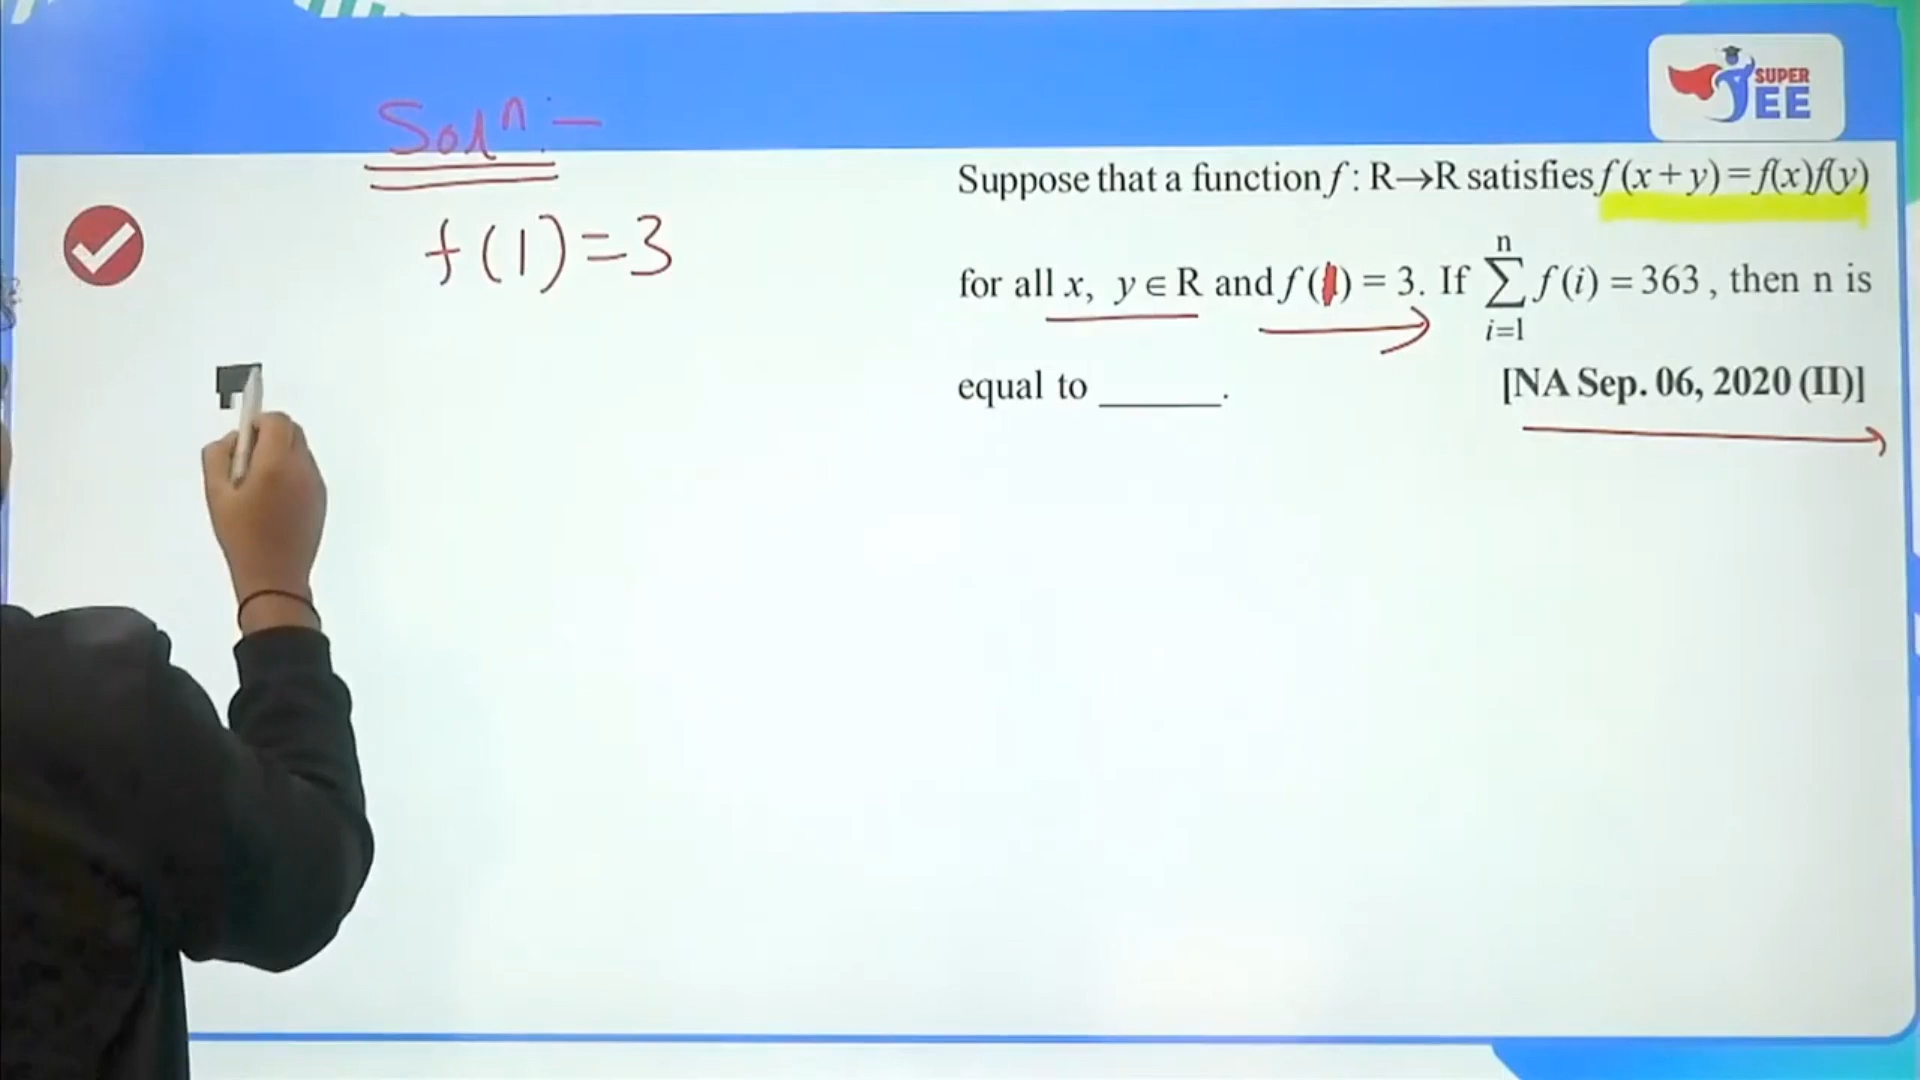 SUPER
JEE
Solⁿ:-
f(1)=3
Suppose that a function f : R→R satisfies f(x+y)=f(x)f(y)
for all x, y∈R and f(1) = 3. If ∑_{i=1}^{n} f(i) = 363, then n is
equal to ______.
[NA Sep. 06, 2020 (II)]